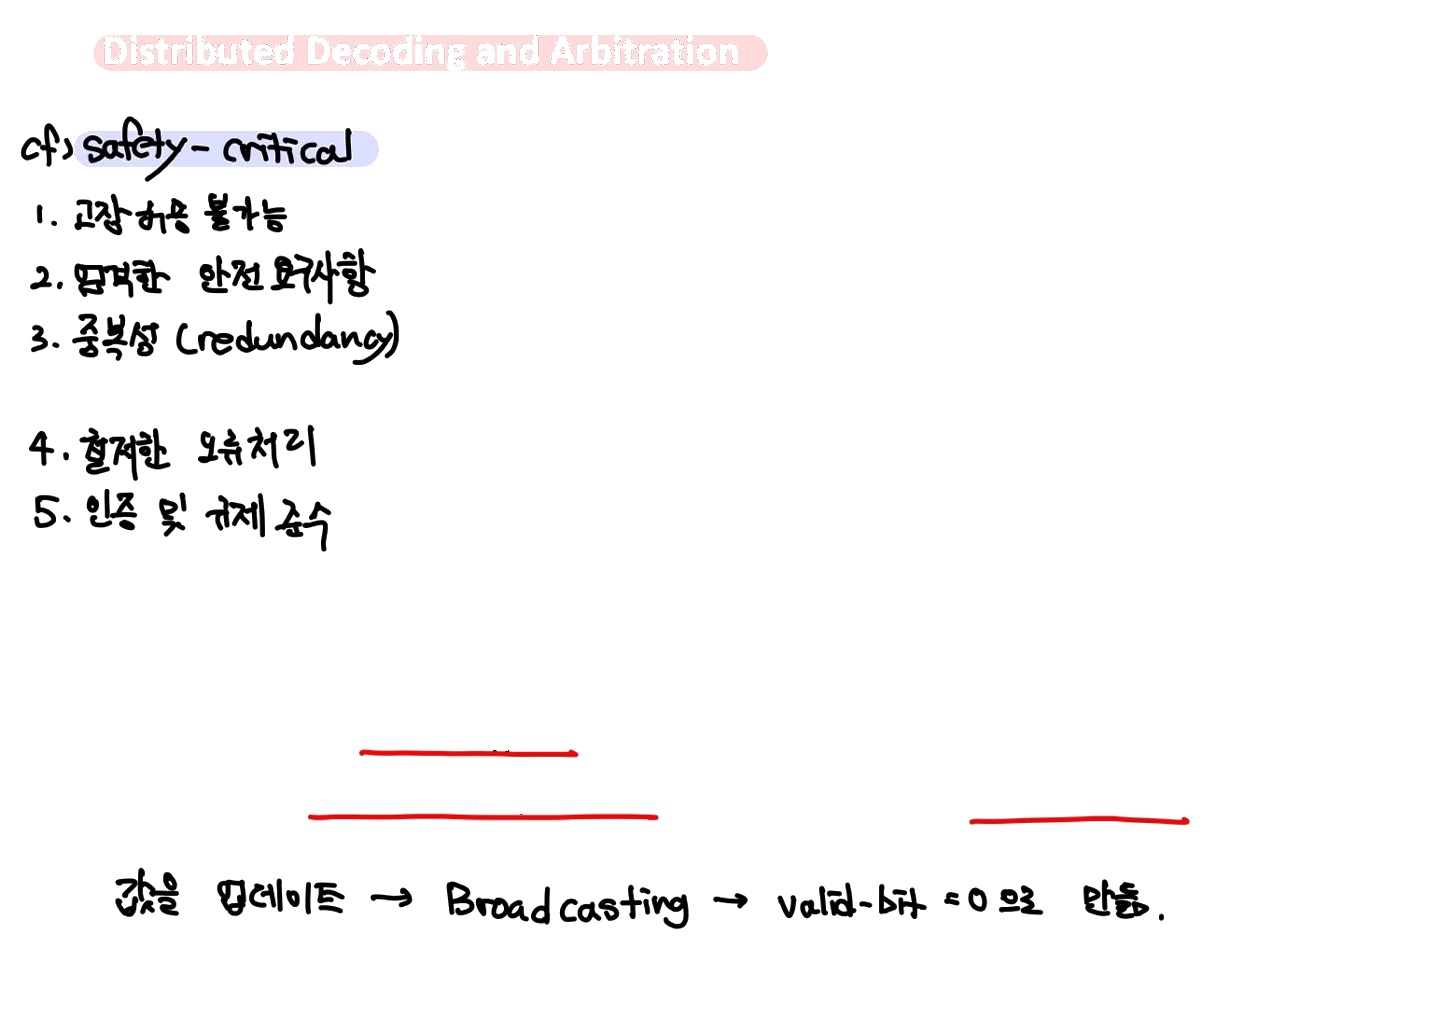 Distributed Decoding and Arbitration
cf) safety-critical
1. 고장허용 불가능
2. 엄격한 안전 요구사항
3. 중복성 (redundancy)
4. 철저한 오류처리
5. 인증 및 규제 준수
값을 업데이트 → Broadcasting → valid-bit = 0 으로 만듦.